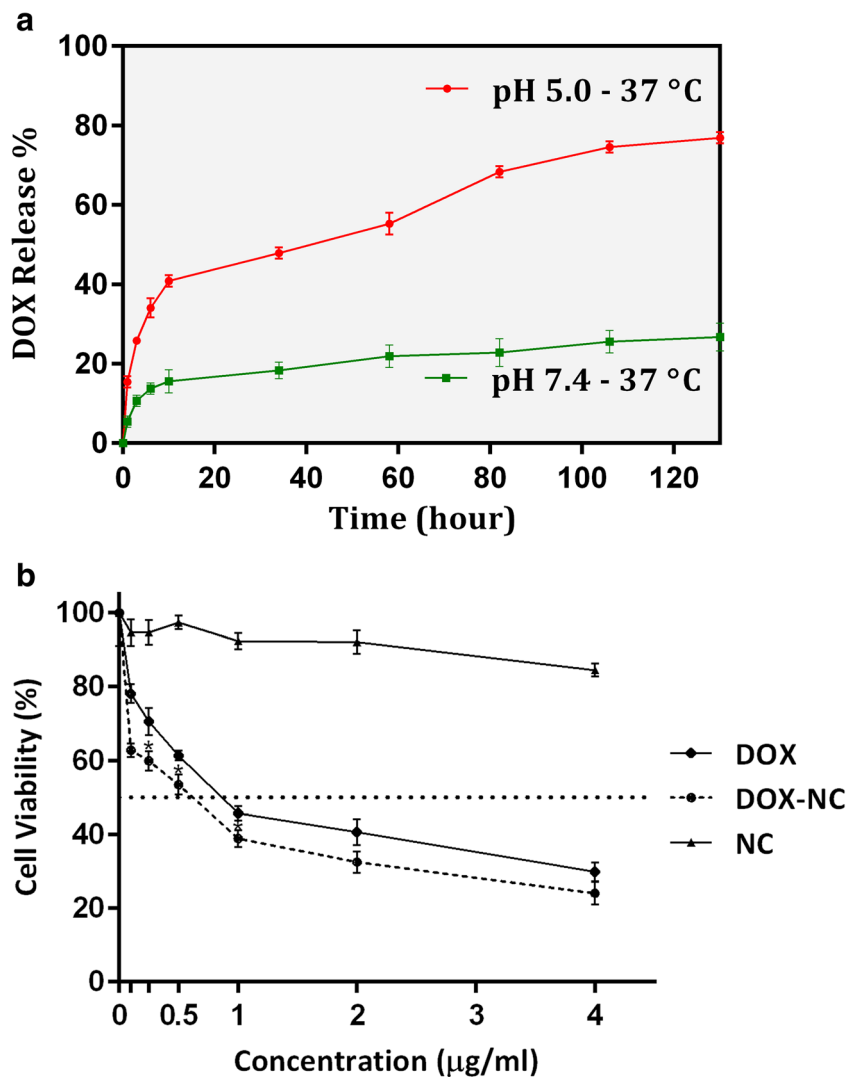 a
100
80
60
40
20
0
DOX Release %
pH 5.0 - 37 °C
pH 7.4 - 37 °C
0 20 40 60 80 100 120
Time (hour)
b
100
80
60
40
20
0
Cell Viability (%)
* 
*
*
DOX
DOX-NC
NC
0 0.5 1 2 3 4
Concentration (μg/ml)